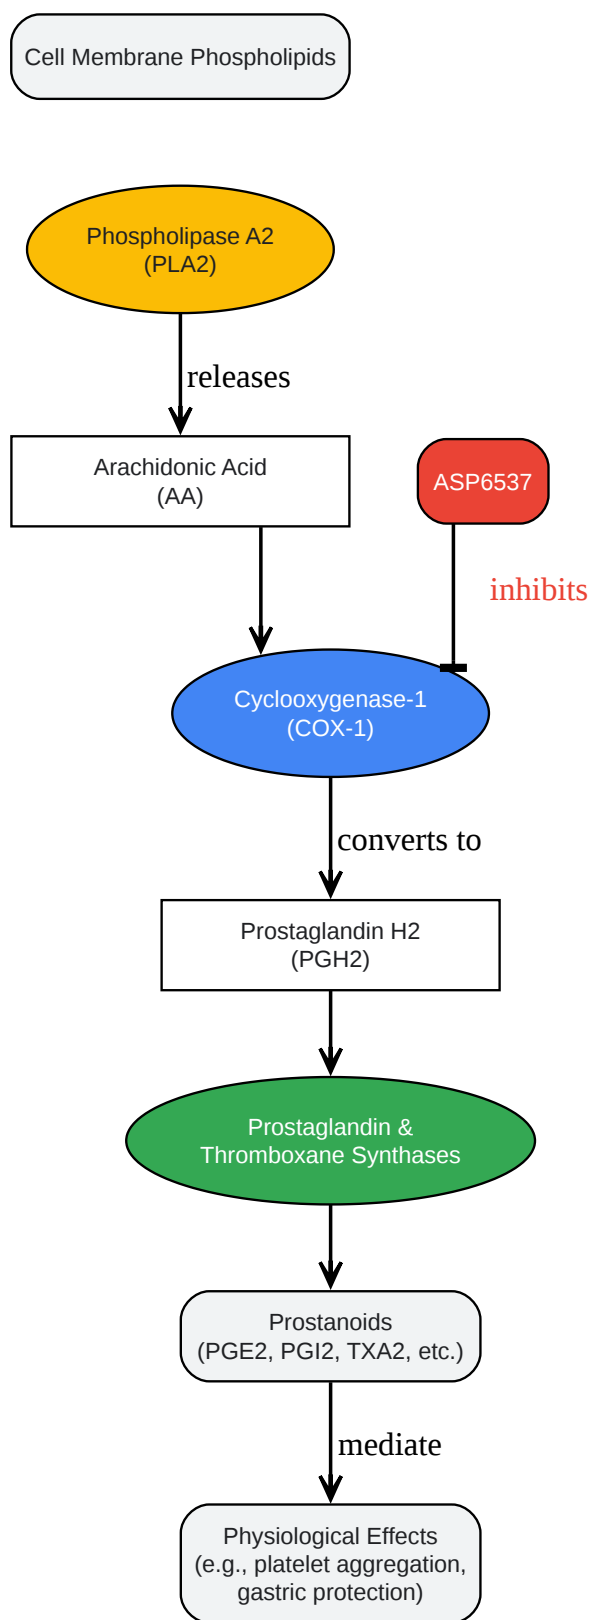 Cell Membrane Phospholipids
Phospholipase A2
(PLA2)
releases
Arachidonic Acid
(AA)
ASP6537
inhibits
Cyclooxygenase-1
(COX-1)
converts to
Prostaglandin H2
(PGH2)
Prostaglandin &
Thromboxane Synthases
Prostanoids
(PGE2, PGI2, TXA2, etc.)
mediate
Physiological Effects
(e.g., platelet aggregation,
gastric protection)